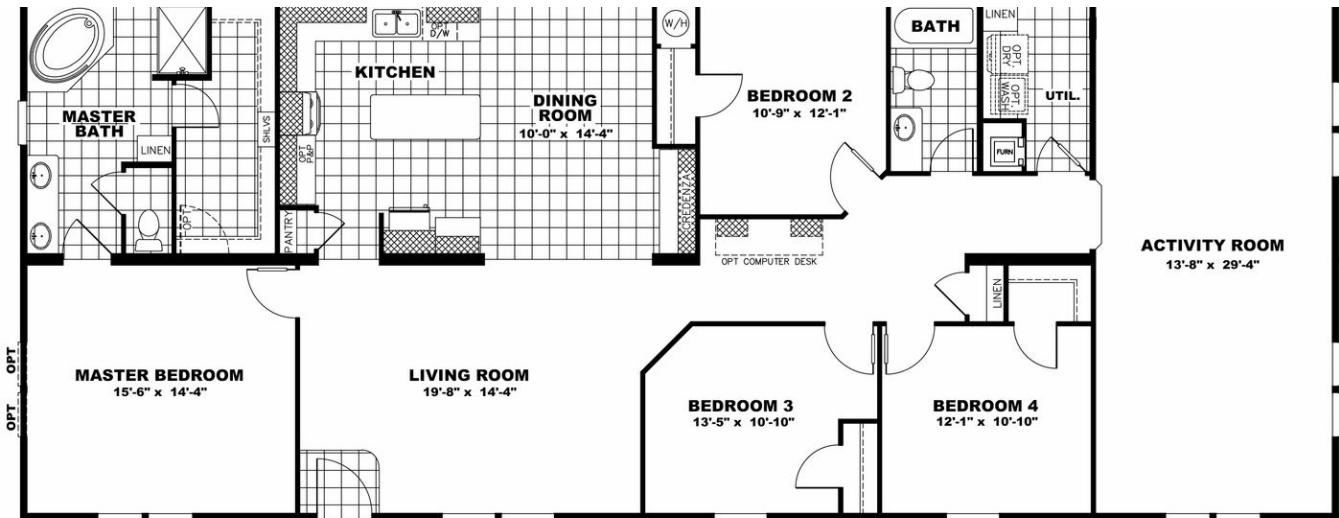 OPT
D/W
W/H
BATH
LINEN
OPT.
DRY
OPT.
WASH
UTIL.
KITCHEN
DINING
ROOM
10'-0" x 14'-4"
BEDROOM 2
10'-9" x 12'-1"
MASTER
BATH
LINEN
SHLVS
OPT
P&P
FURN
CREDENZA
OPT
PANTRY
OPT COMPUTER DESK
ACTIVITY ROOM
13'-8" x 29'-4"
LINEN
OPT
OPT
MASTER BEDROOM
15'-6" x 14'-4"
LIVING ROOM
19'-8" x 14'-4"
BEDROOM 3
13'-5" x 10'-10"
BEDROOM 4
12'-1" x 10'-10"